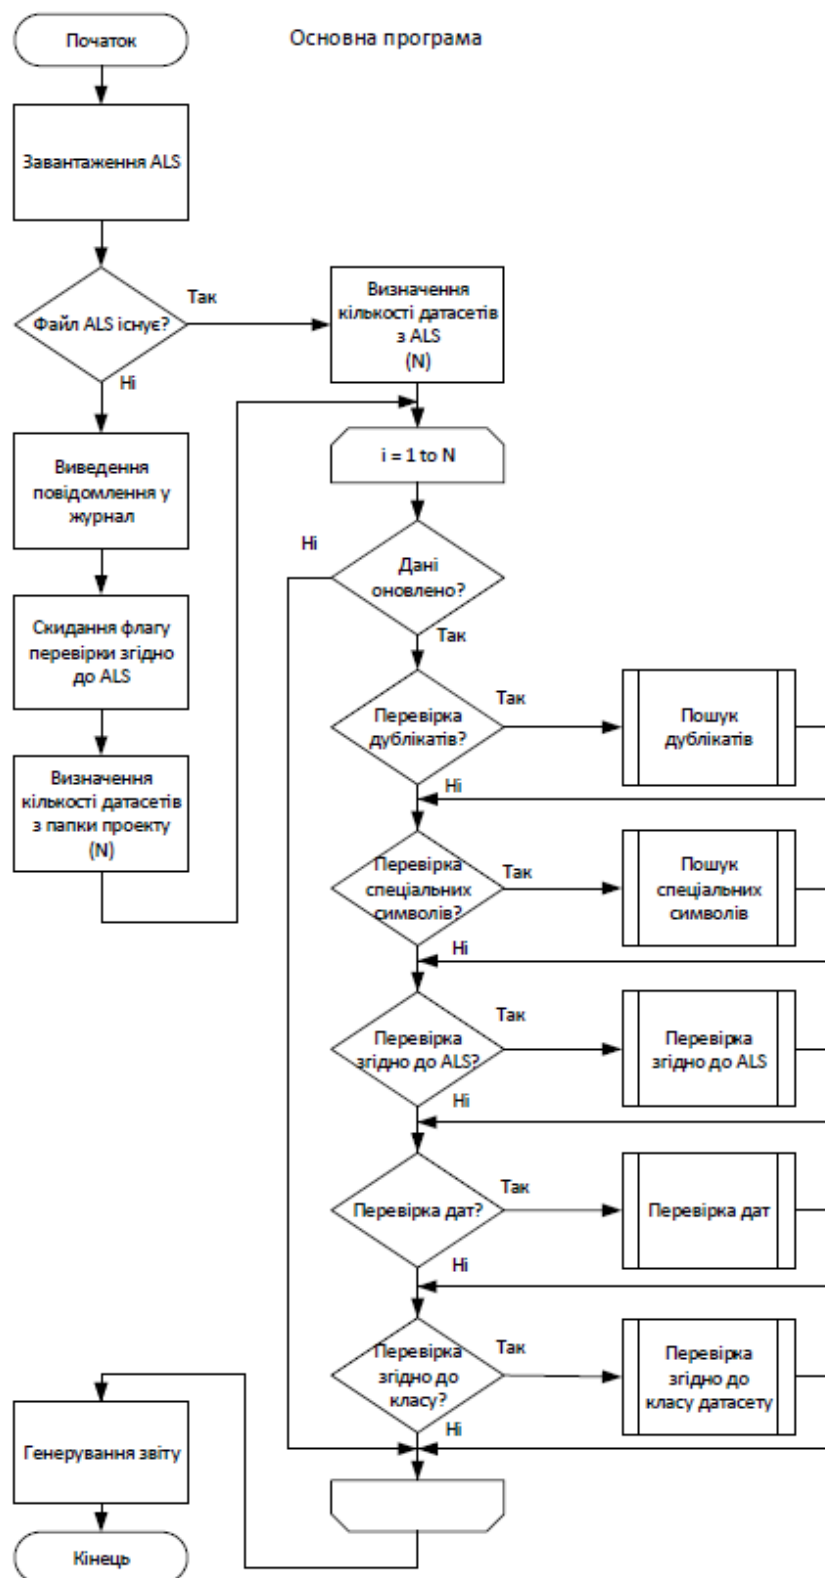 Початок
Основна програма
Завантаження ALS
Файл ALS існує?
Так
Ні
Визначення
кількості датасетів
з ALS
(N)
Виведення
повідомлення у
журнал
Скидання флагу
перевірки згідно
до ALS
Визначення
кількості датасетів
з папки проекту
(N)
i = 1 to N
Ні
Дані
оновлено?
Так
Перевірка
дублікатів?
Так
Пошук
дублікатів
Ні
Перевірка
спеціальних
символів?
Так
Пошук
спеціальних
символів
Ні
Перевірка
згідно до ALS?
Так
Перевірка
згідно до ALS
Ні
Перевірка дат?
Так
Перевірка дат
Ні
Перевірка
згідно до
класу?
Так
Перевірка
згідно до
класу датасету
Ні
Генерування звіту
Кінець